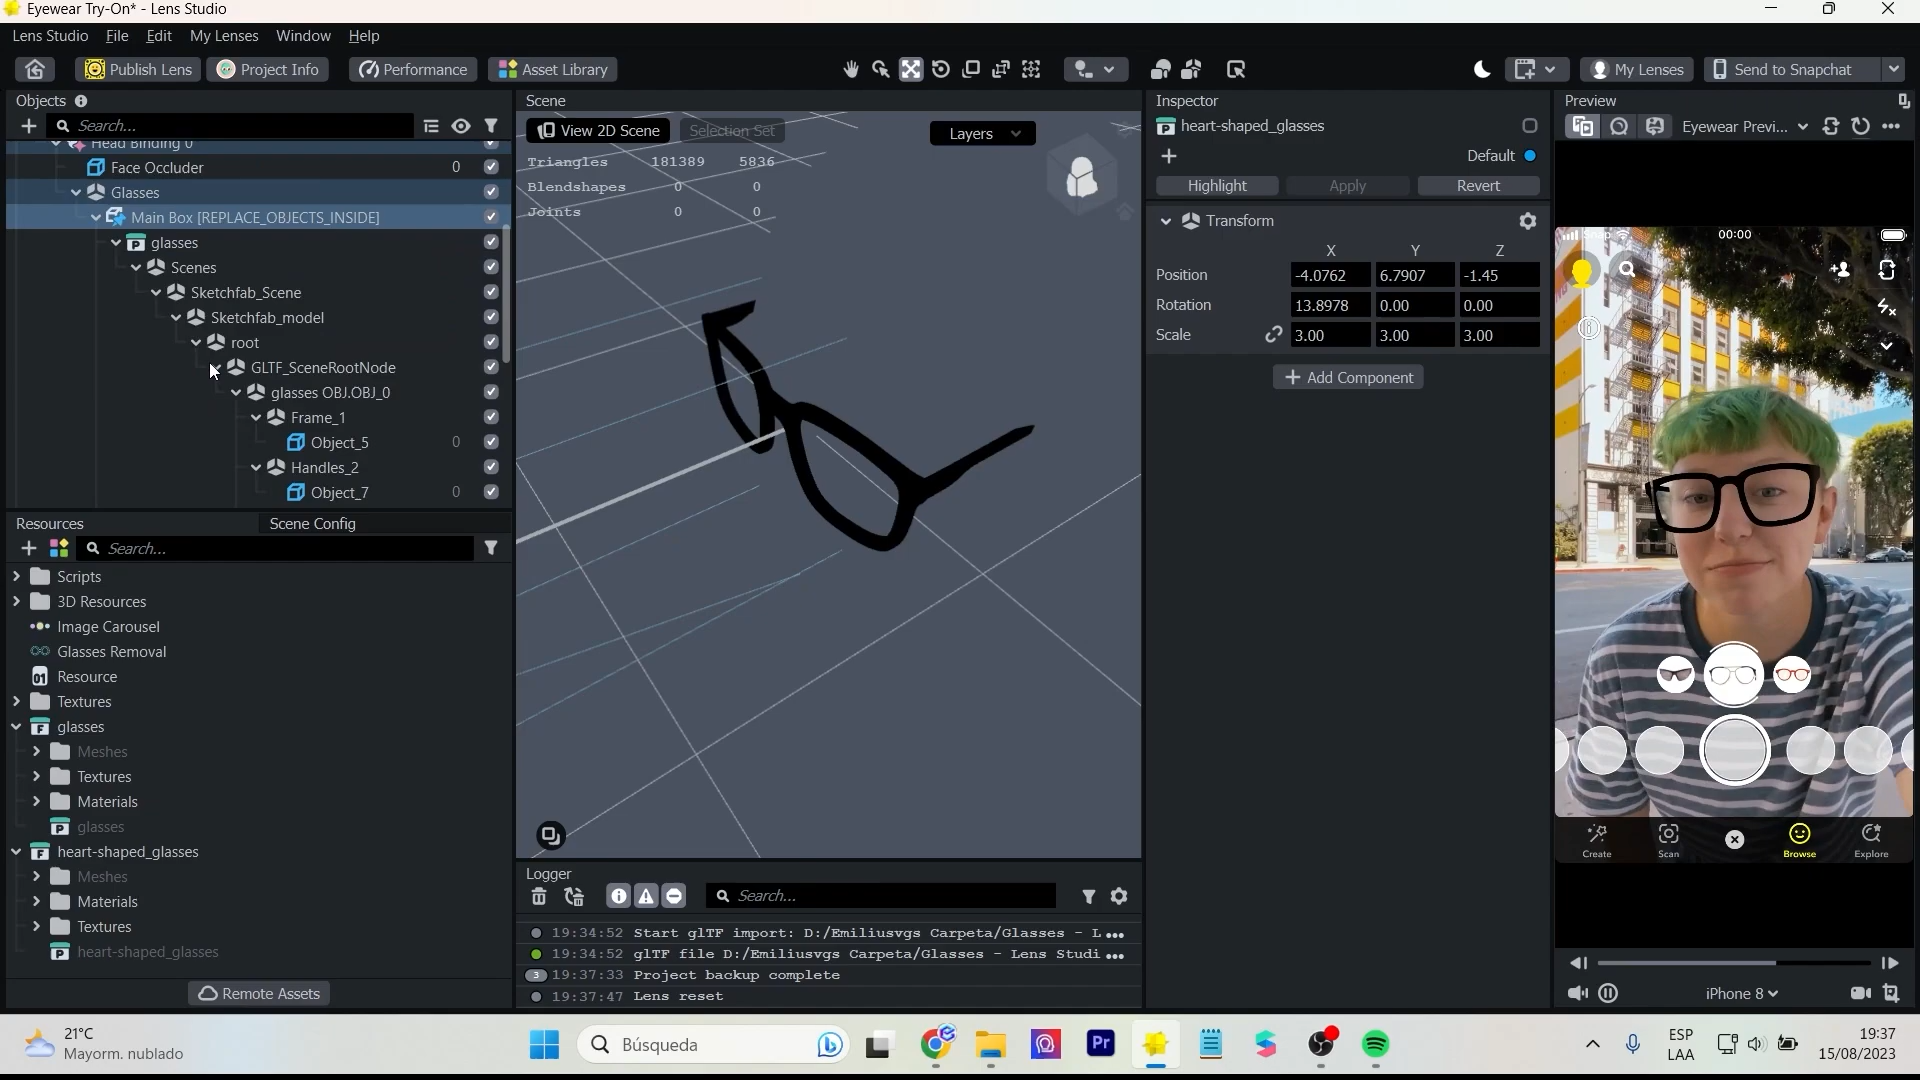 Eyewear Try-On* - Lens Studio
Lens Studio File Edit My Lenses Window Help
Publish Lens Project Info Performance Asset Library My Lenses Send to Snapchat
Objects
Search...
Head Binding 0
Face Occluder 0
Glasses
Main Box [REPLACE_OBJECTS_INSIDE]
glasses
Scenes
Sketchfab_Scene
Sketchfab_model
root
GLTF_SceneRootNode
glasses OBJ.OBJ_0
Frame_1
Object_5 0
Handles_2
Object_7 0
Resources Scene Config
Search...
Scripts
3D Resources
Image Carousel
Glasses Removal
01 Resource
Textures
F glasses
Meshes
Textures
Materials
P glasses
F heart-shaped_glasses
Meshes
Materials
Textures
P heart-shaped_glasses
Remote Assets
Scene
View 2D Scene Selection Set Layers
Triangles 181389 5836
Blendshapes 0 0
Joints 0 0
Logger
Search...
19:34:52 Start glTF import: D:/Emiliusvgs Carpeta/Glasses - L...
19:34:52 glTF file D:/Emiliusvgs Carpeta/Glasses - Lens Studi...
3 19:37:33 Project backup complete
19:37:47 Lens reset
Inspector
P heart-shaped_glasses
Default
Highlight Apply Revert
Transform
X Y Z
Position -4.0762 6.7907 -1.45
Rotation 13.8978 0.00 0.00
Scale 3.00 3.00 3.00
+ Add Component
Preview
Eyewear Previ...
00:00
Create Scan Browse Explore
iPhone 8
21°C
Mayorm. nublado
Búsqueda
Pr
ESP
LAA
19:37
15/08/2023